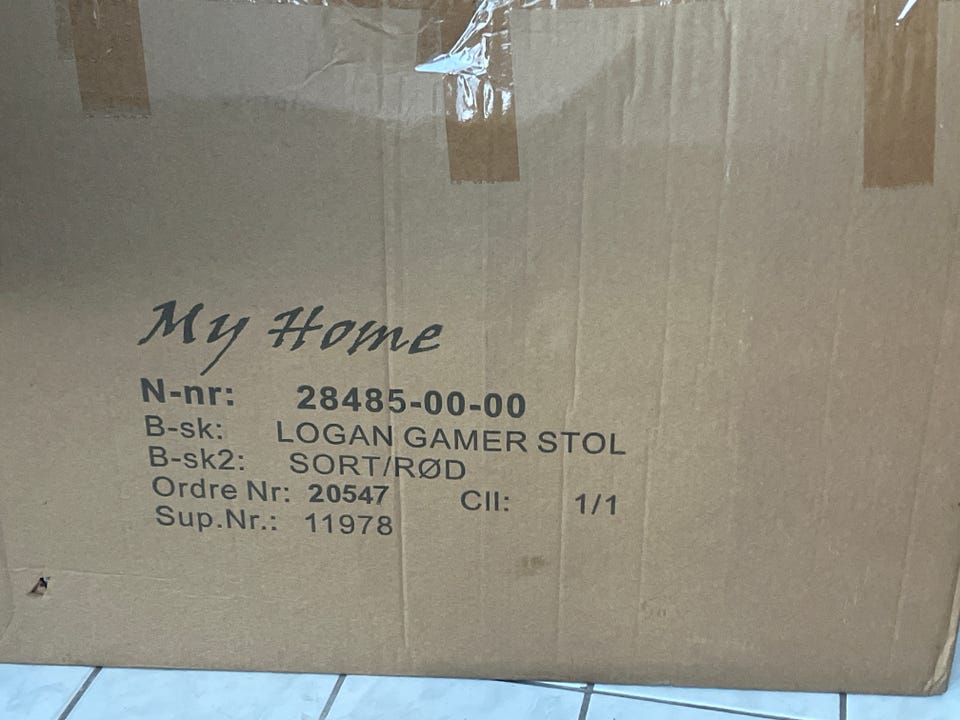 My Home
N-nr: 28485-00-00
B-sk: LOGAN GAMER STOL
B-sk2: SORT/RØD
Ordre Nr: 20547 CII: 1/1
Sup.Nr.: 11978